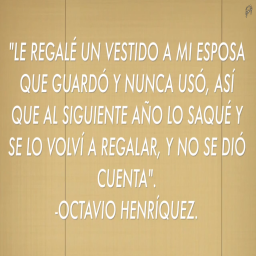 "LE REGALÉ UN VESTIDO A MI ESPOSA
QUE GUARDÓ Y NUNCA USÓ, ASÍ
QUE AL SIGUIENTE AÑO LO SAQUÉ Y
SE LO VOLVÍ A REGALAR, Y NO SE DIÓ
CUENTA".
-OCTAVIO HENRÍQUEZ.